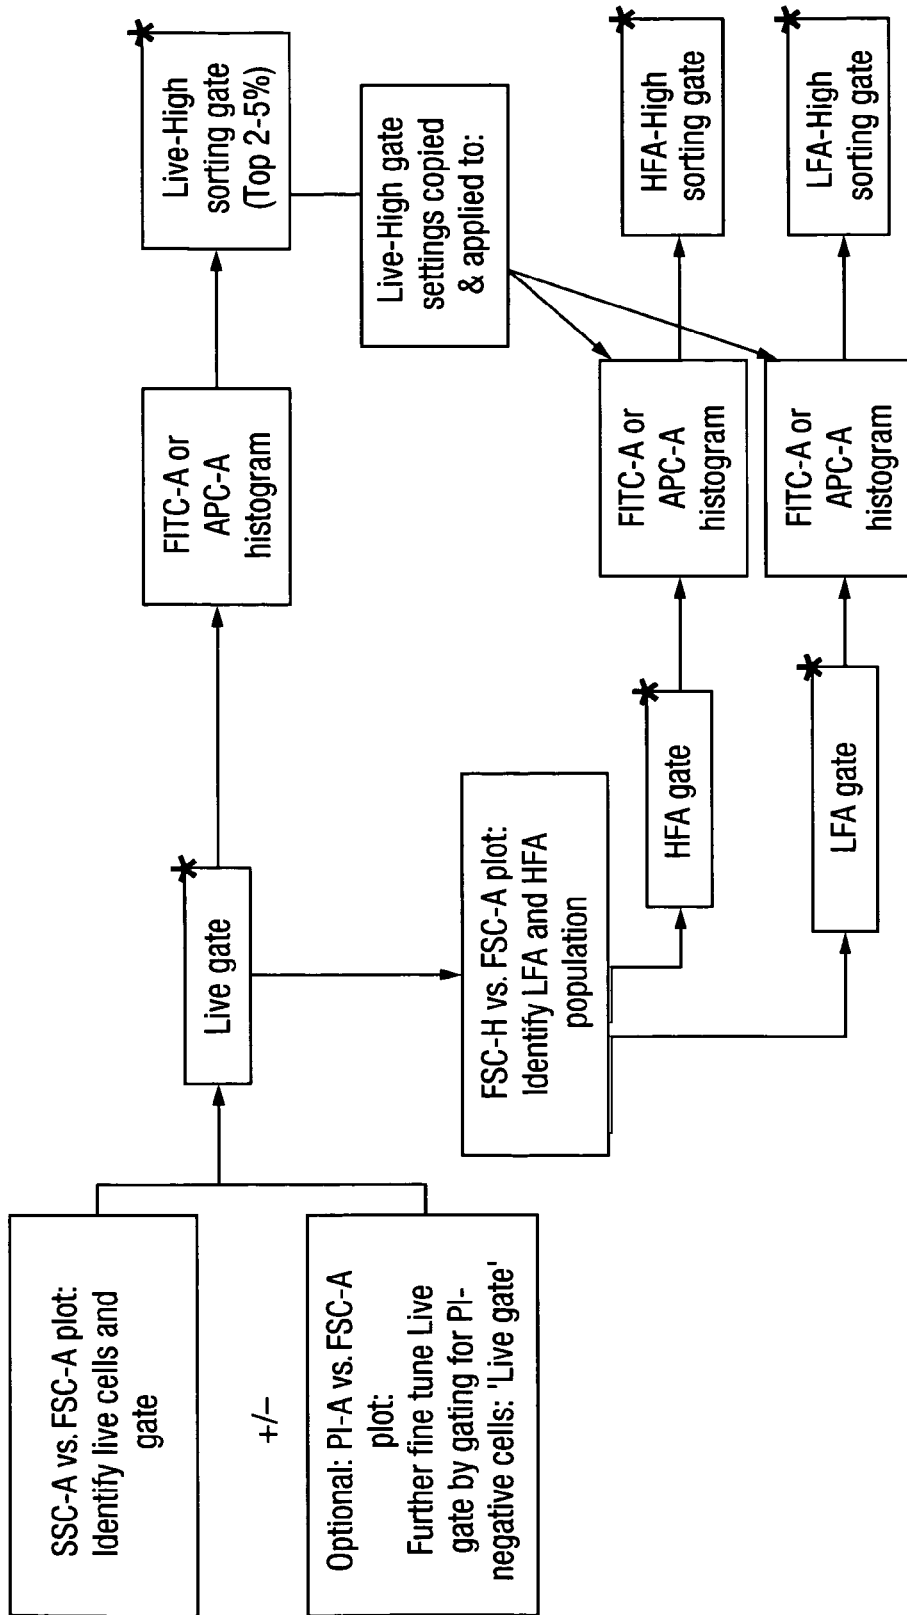 SSC-A vs. FSC-A plot:
Identify live cells and
gate
+/–
Optional: PI-A vs. FSC-A
plot:
Further fine tune Live
gate by gating for PI-
negative cells: 'Live gate'
Live gate
*
FITC-A or
APC-A
histogram
Live-High
sorting gate
(Top 2-5%)
*
Live-High gate
settings copied
& applied to:
FSC-H vs. FSC-A plot:
Identify LFA and HFA
population
HFA gate
*
FITC-A or
APC-A
histogram
HFA-High
sorting gate
*
LFA gate
*
FITC-A or
APC-A
histogram
LFA-High
sorting gate
*